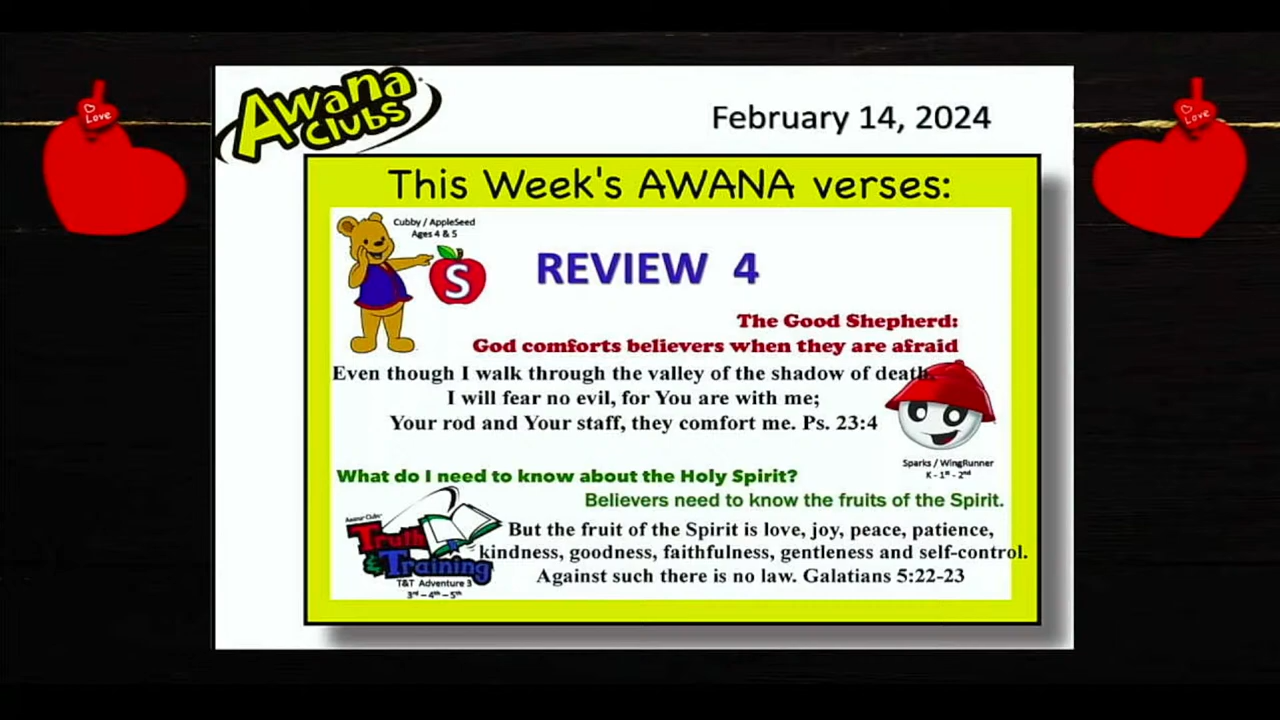 Love
Love
Awana
Clubs
February 14, 2024
This Week's AWANA verses:
Cubby / AppleSeed
Ages 4 & 5
S
REVIEW 4
The Good Shepherd:
God comforts believers when they are afraid
Even though I walk through the valley of the shadow of death,
I will fear no evil, for You are with me;
Your rod and Your staff, they comfort me. Ps. 23:4
Sparks / WingRunner
K - 1st - 2nd
What do I need to know about the Holy Spirit?
Believers need to know the fruits of the Spirit.
Awana Clubs
Truth
& Training
T&T Adventure 3
3rd – 4th – 5th
But the fruit of the Spirit is love, joy, peace, patience,
kindness, goodness, faithfulness, gentleness and self-control.
Against such there is no law. Galatians 5:22-23